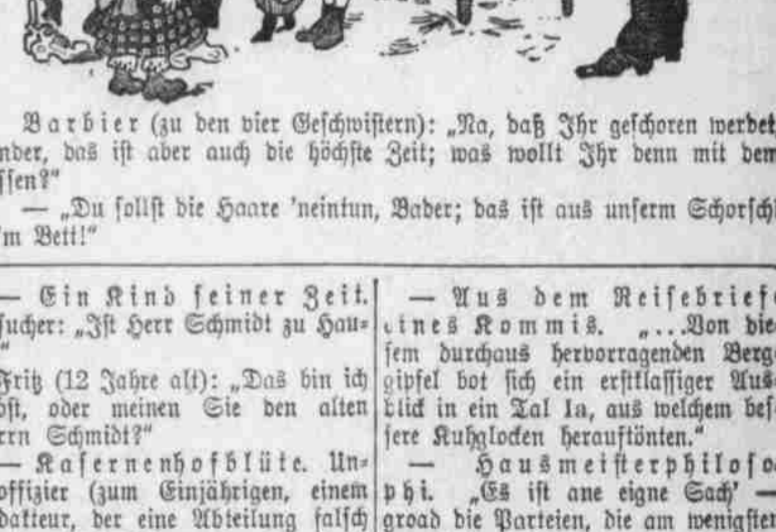 Barbier (zu den vier Geschwistern): „Na, daß Ihr geschoren werdet,
nder, das ist aber auch die höchste Zeit; was wollt Ihr denn mit dem
ssen?"
— „Du sollst die Haare 'neintun, Bader; das ist aus unserm Schorschl
'm Bett!"
— Ein Kind seiner Zeit.
sucher: „Ist Herr Schmidt zu Hau-
"
Fritz (12 Jahre alt): „Das bin ich
bst, oder meinen Sie den alten
rrn Schmidt?"
— Kasernenhofblüte. Un-
offizier (zum Einjährigen, einem
dakteur, der eine Abteilung falsch
— Aus dem Reisebrief
eines Kommis. „...Von die-
sem durchaus hervorragenden Berg-
gipfel bot sich ein erstklassiger Aus-
blick in ein Tal Ia, aus welchem bes-
sere Kuhglocken herauftönten."
— Hausmeisterphiloso-
phi. „Es ist ane eigne Sach' —
groad die Parteien, die am wenigsten